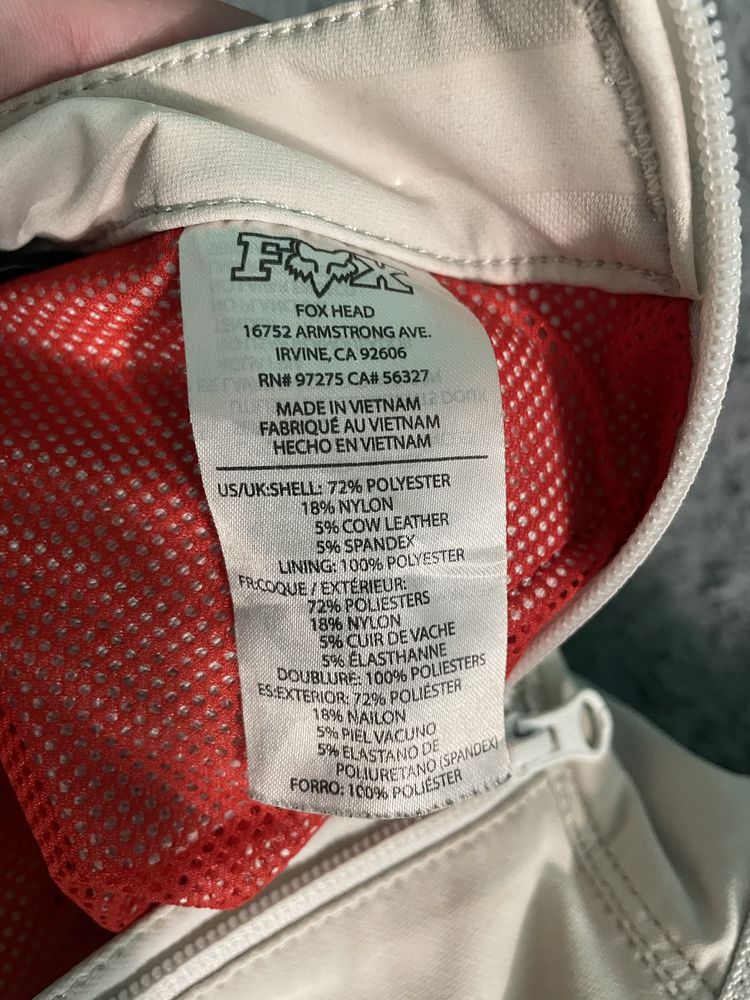 FOX
FOX HEAD
16752 ARMSTRONG AVE.
IRVINE, CA 92606
RN# 97275 CA# 56327
MADE IN VIETNAM
FABRIQUÉ AU VIETNAM
HECHO EN VIETNAM
US/UK:SHELL: 72% POLYESTER
18% NYLON
5% COW LEATHER
5% SPANDEX
LINING: 100% POLYESTER
FR:COQUE / EXTÉRIEUR:
72% POLIESTERS
18% NYLON
5% CUIR DE VACHE
5% ÉLASTHANNE
DOUBLURE: 100% POLIESTERS
ES:EXTERIOR: 72% POLIÉSTER
18% NAILON
5% PIEL VACUNO
5% ELASTANO DE
POLIURETANO (SPANDEX)
FORRO: 100% POLIÉSTER